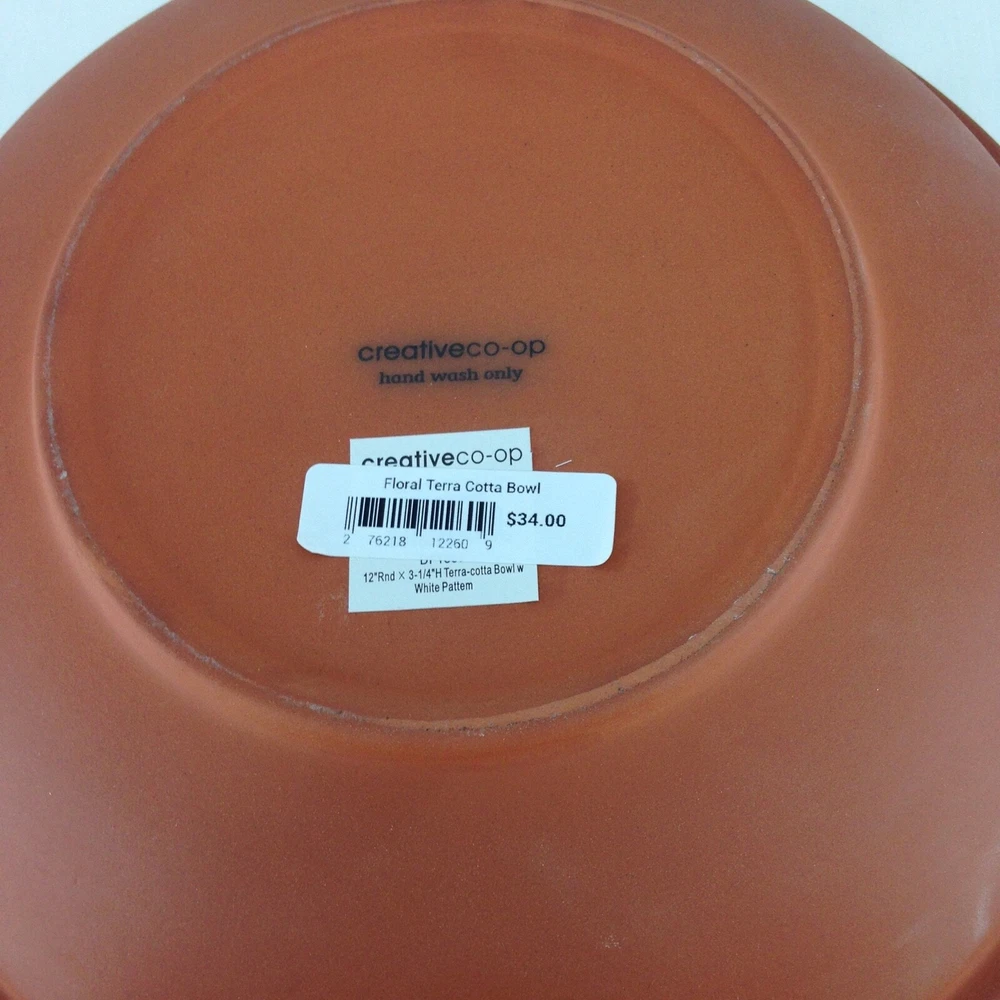 creativeco-op
hand wash only
creativeco-op
Floral Terra Cotta Bowl
$34.00
2 76218 12260 9
12"Rnd X 3-1/4"H Terra-cotta Bowl w
White Pattern